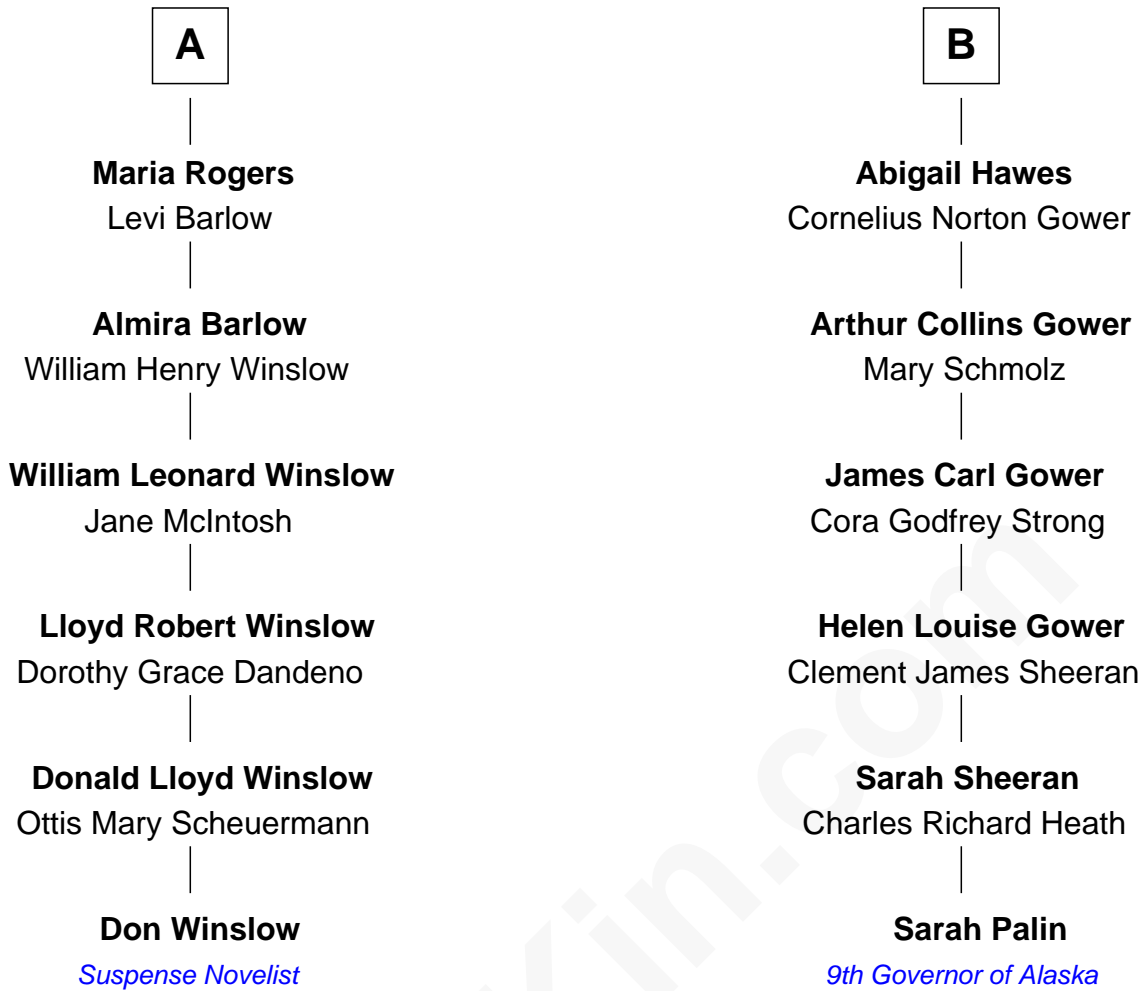 A
B
Maria Rogers
Levi Barlow
Abigail Hawes
Cornelius Norton Gower
Almira Barlow
William Henry Winslow
Arthur Collins Gower
Mary Schmolz
William Leonard Winslow
Jane McIntosh
James Carl Gower
Cora Godfrey Strong
Lloyd Robert Winslow
Dorothy Grace Dandeno
Helen Louise Gower
Clement James Sheeran
Donald Lloyd Winslow
Ottis Mary Scheuermann
Sarah Sheeran
Charles Richard Heath
Don Winslow
Suspense Novelist
Sarah Palin
9th Governor of Alaska